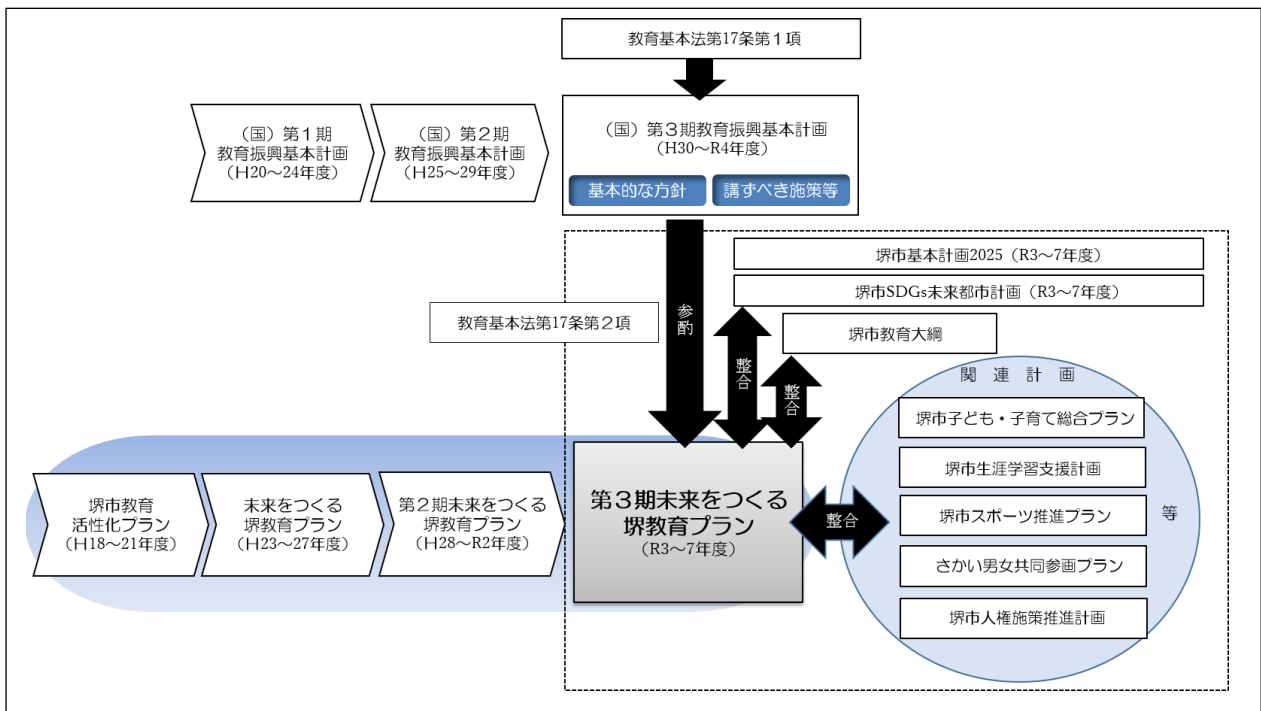 教育基本法第17条第１項
（国）第１期
教育振興基本計画
（H20～24年度）
（国）第２期
教育振興基本計画
（H25～29年度）
（国）第３期教育振興基本計画
（H30～R4年度）
基本的な方針
講ずべき施策等
堺市基本計画2025（R3～7年度）
堺市SDGs未来都市計画（R3～7年度）
教育基本法第17条第２項
参酌
整合
堺市教育大綱
整合
関連計画
堺市子ども・子育て総合プラン
堺市生涯学習支援計画
堺市スポーツ推進プラン
等
さかい男女共同参画プラン
堺市人権施策推進計画
堺市教育
活性化プラン
（H18～21年度）
未来をつくる
堺教育プラン
（H23～27年度）
第２期未来をつくる
堺教育プラン
（H28～R2年度）
第３期未来をつくる
堺教育プラン
（R3～7年度）
整合